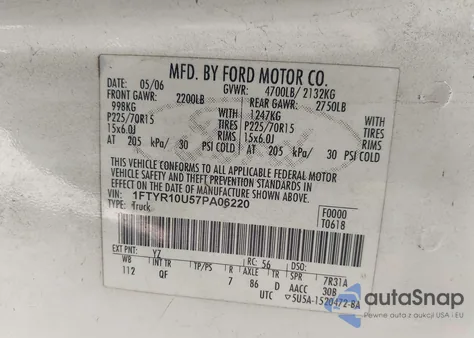 MFD. BY FORD MOTOR CO.
DATE: 05/06 GVWR: 4700LB/ 2132KG
FRONT GAWR: 2200LB REAR GAWR: 2750LB
998KG WITH 1247KG WITH
P225/70R15 TIRES P225/70R15 TIRES
15x6.0J RIMS 15x6.0J RIMS
AT 205 kPa/ 30 PSI COLD AT 205 kPa/ 30 PSI COLD
THIS VEHICLE CONFORMS TO ALL APPLICABLE FEDERAL MOTOR
VEHICLE SAFETY AND THEFT PREVENTION STANDARDS IN
EFFECT ON THE DATE OF MANUFACTURE SHOWN ABOVE.
VIN: 1FTYR10U57PA06220 F0000
TYPE: Truck T0618
EXT PNT: YZ RC: 56 DSO:
WB INT TR TP/PS R AXLE TR SPR 7R31A
112 QF 7 86 D AACC 30B
UTC 5U5A-1520472-BA
autoSnap
Pewne auta z aukcji USA i EU